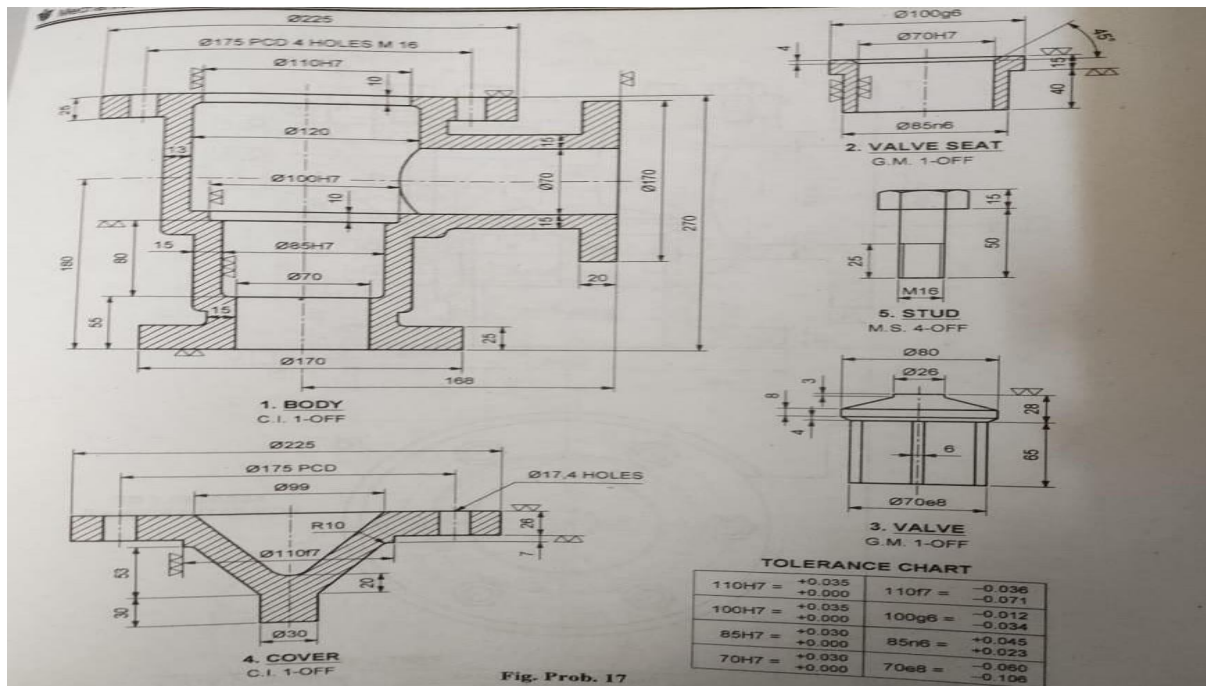 Ø225
Ø175 PCD 4 HOLES M 16
Ø110H7
10
25
Ø120
13
15
Ø100H7
10
Ø70
Ø170
270
15
Ø85H7
15
180
80
Ø70
20
55
15
25
Ø170
168
1. BODY
C.I. 1-OFF
Ø100g6
Ø70H7
45°
4
15
40
Ø85n6
2. VALVE SEAT
G.M. 1-OFF
15
50
25
M16
5. STUD
M.S. 4-OFF
Ø80
Ø26
3
8
28
4
6
65
Ø70e8
3. VALVE
G.M. 1-OFF
Ø225
Ø175 PCD
Ø17,4 HOLES
Ø99
R10
28
Ø110f7
7
53
20
30
Ø30
4. COVER
C.I. 1-OFF
TOLERANCE CHART
110H7 = +0.035 +0.000 110f7 = -0.036 -0.071
100H7 = +0.035 +0.000 100g6 = -0.012 -0.034
85H7 = +0.030 +0.000 85n6 = +0.045 +0.023
70H7 = +0.030 +0.000 70e8 = -0.060 -0.106
Fig. Prob. 17